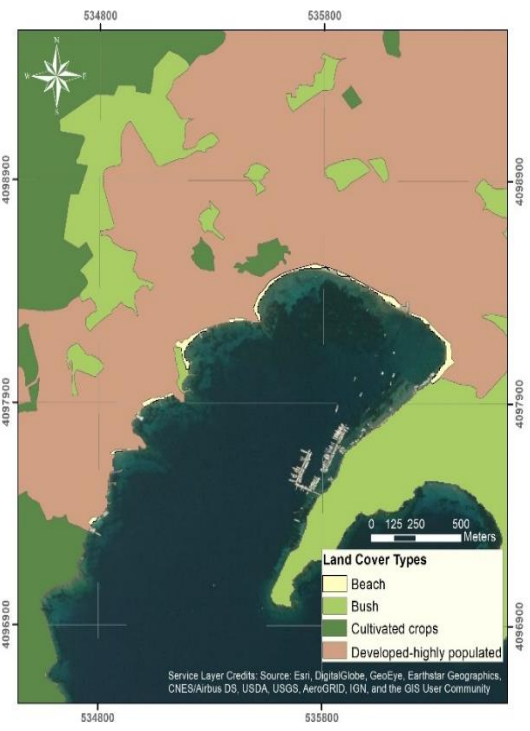 534800
535800
N
W E
S
4098900
4098900
4097900
4097900
0 125 250 500
Meters
Land Cover Types
Beach
Bush
Cultivated crops
Developed-highly populated
4096900
4096900
Service Layer Credits: Source: Esri, DigitalGlobe, GeoEye, Earthstar Geographics,
CNES/Airbus DS, USDA, USGS, AeroGRID, IGN, and the GIS User Community
534800
535800